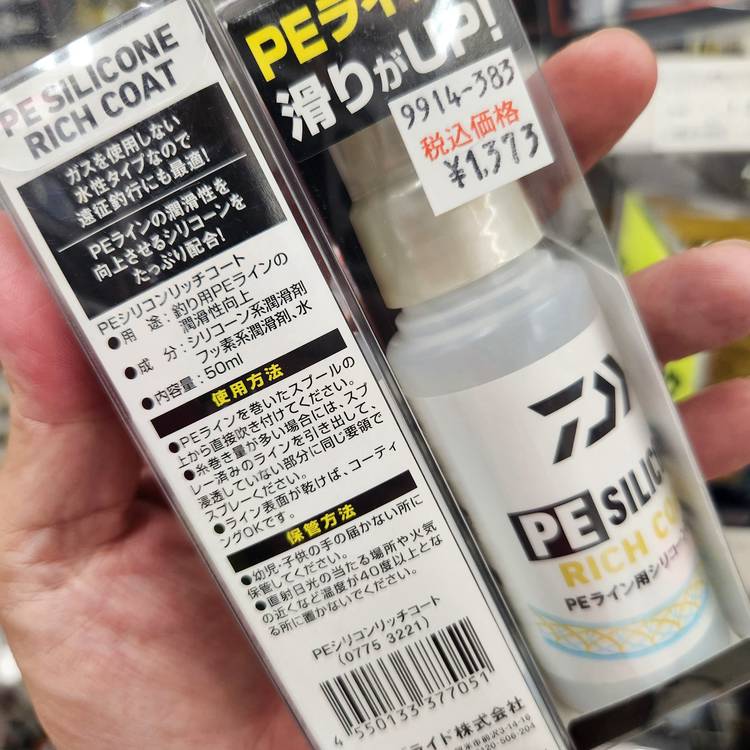 PE SILICONE
RICH COAT
ガスを使用しない
水性タイプなので
遠征釣行にも最適!
PEラインの潤滑性を
向上させるシリコーンを
たっぷり配合!
PEシリコンリッチコート
●用 途:釣り用PEラインの
潤滑性向上
●成 分:シリコーン系潤滑剤
フッ素系潤滑剤、水
●内容量:50ml
使用方法
●PEラインを巻いたスプールの
上から直接吹き付けてください。
●糸巻き量が多い場合には、スプ
レー済みのラインを引き出して、
浸透していない部分に同じ要領で
スプレーください。
●ライン表面が乾けば、コーティ
ングOKです。
保管方法
●幼児・子供の手の届かない所に
保管してください。
●直射日光の当たる場所や火気
の近くなど温度が40度以上とな
る所に置かないでください。
PEシリコンリッチコート
(0775 3221)
4 550133 377051
ライド株式会社
3-14-16
120-506-204
PEライ
滑りがUP!
9914-383
税込価格
¥1,373
PE SILIC
RICH CO
PEライン用シリコー